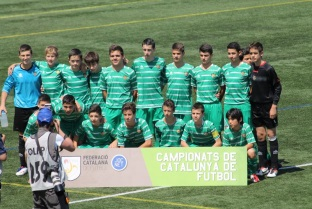 FEDERACIÓ
CATALANA
CAMPIONATS DE
CATALUNYA DE
FUTBOL